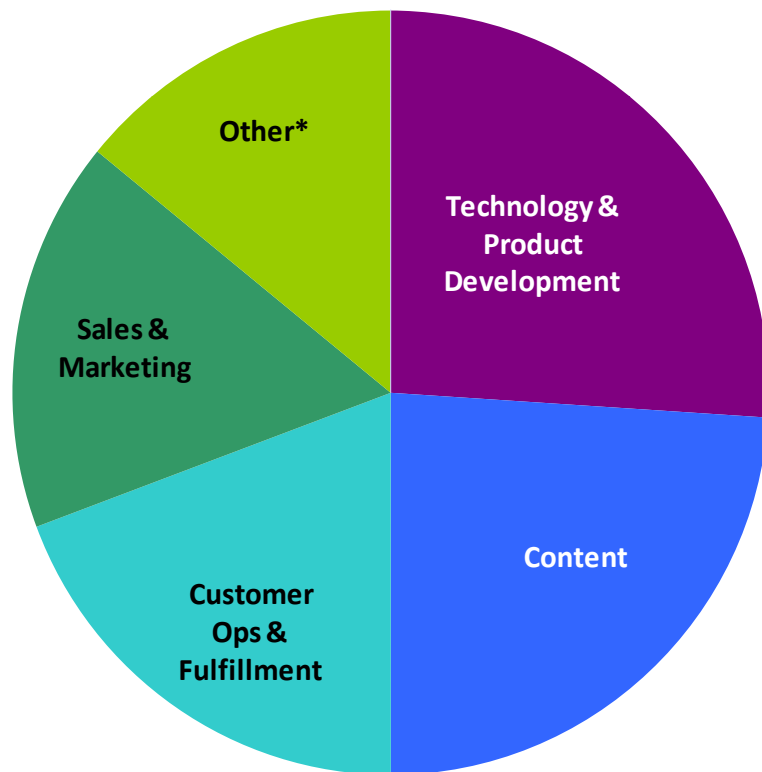 Other*
Technology &
Product
Development
Sales &
Marketing
Content
Customer
Ops &
Fulfillment